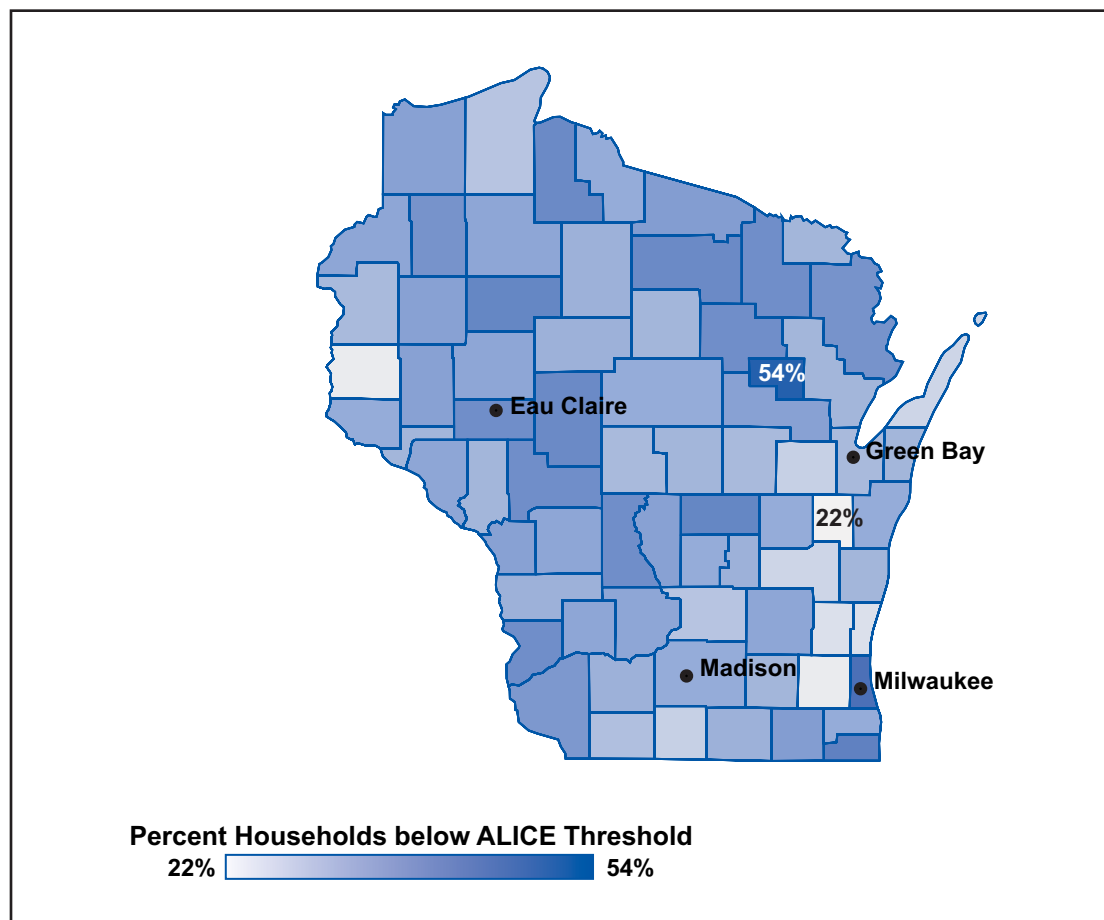 54%
Eau Claire
Green Bay
22%
Madison
Milwaukee
Percent Households below ALICE Threshold
22% 54%